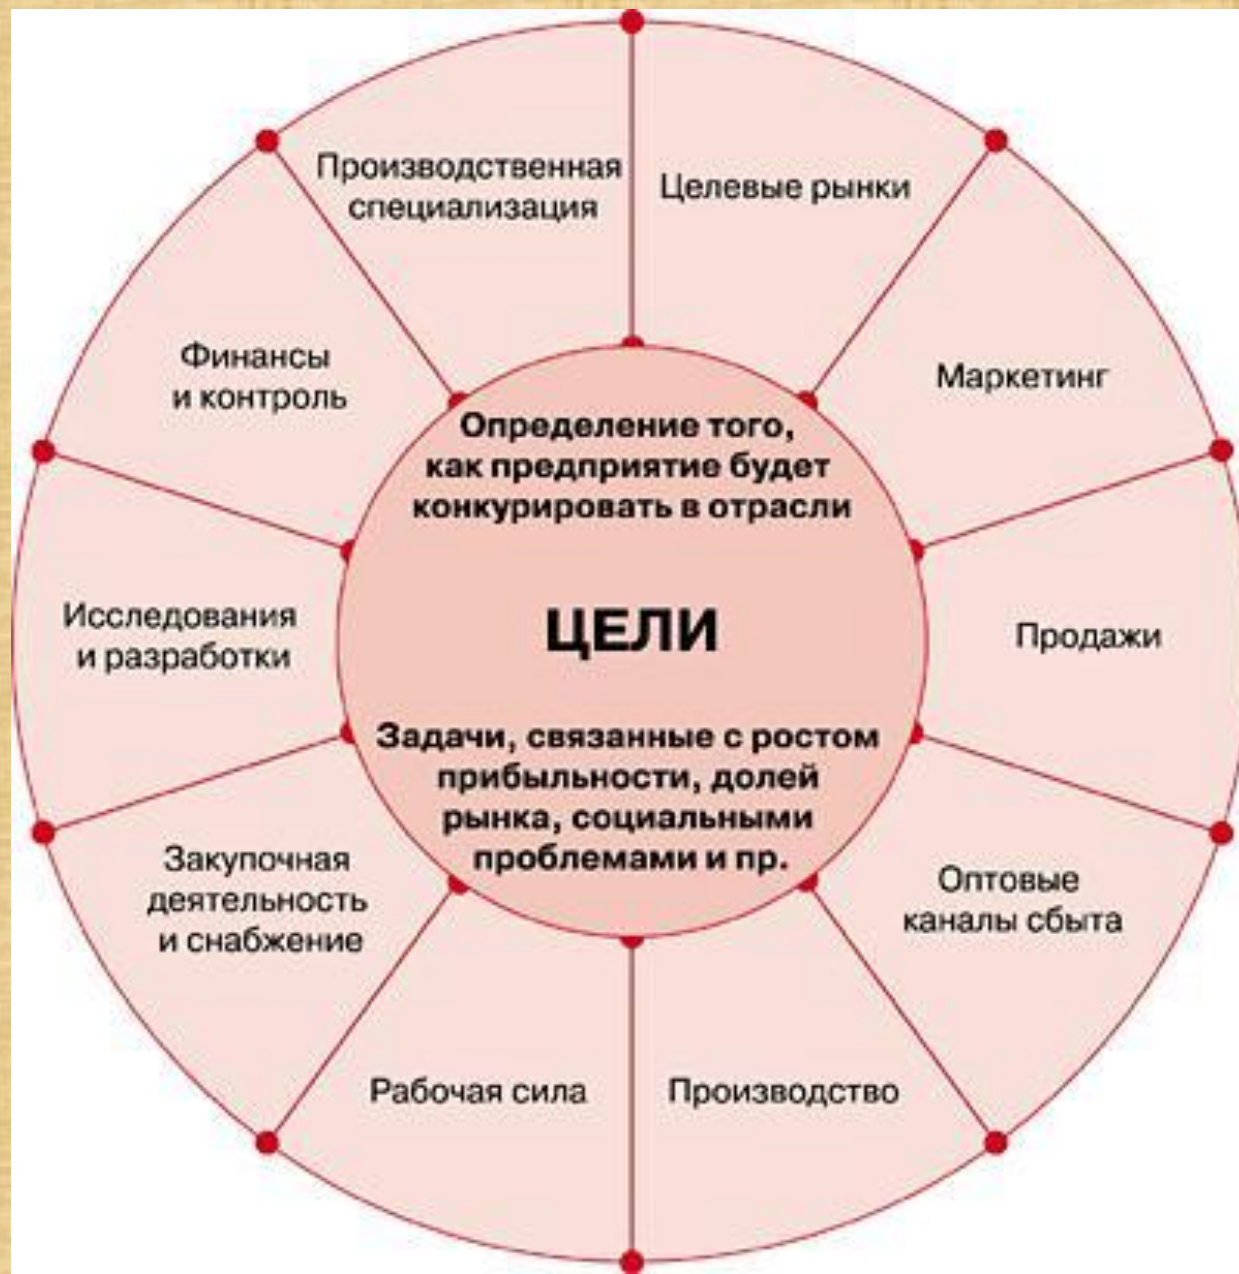 Производственная
специализация
Целевые рынки
Маркетинг
Продажи
Оптовые
каналы сбыта
Производство
Рабочая сила
Закупочная
деятельность
и снабжение
Исследования
и разработки
Финансы
и контроль
Определение того,
как предприятие будет
конкурировать в отрасли
ЦЕЛИ
Задачи, связанные с ростом
прибыльности, долей
рынка, социальными
проблемами и пр.